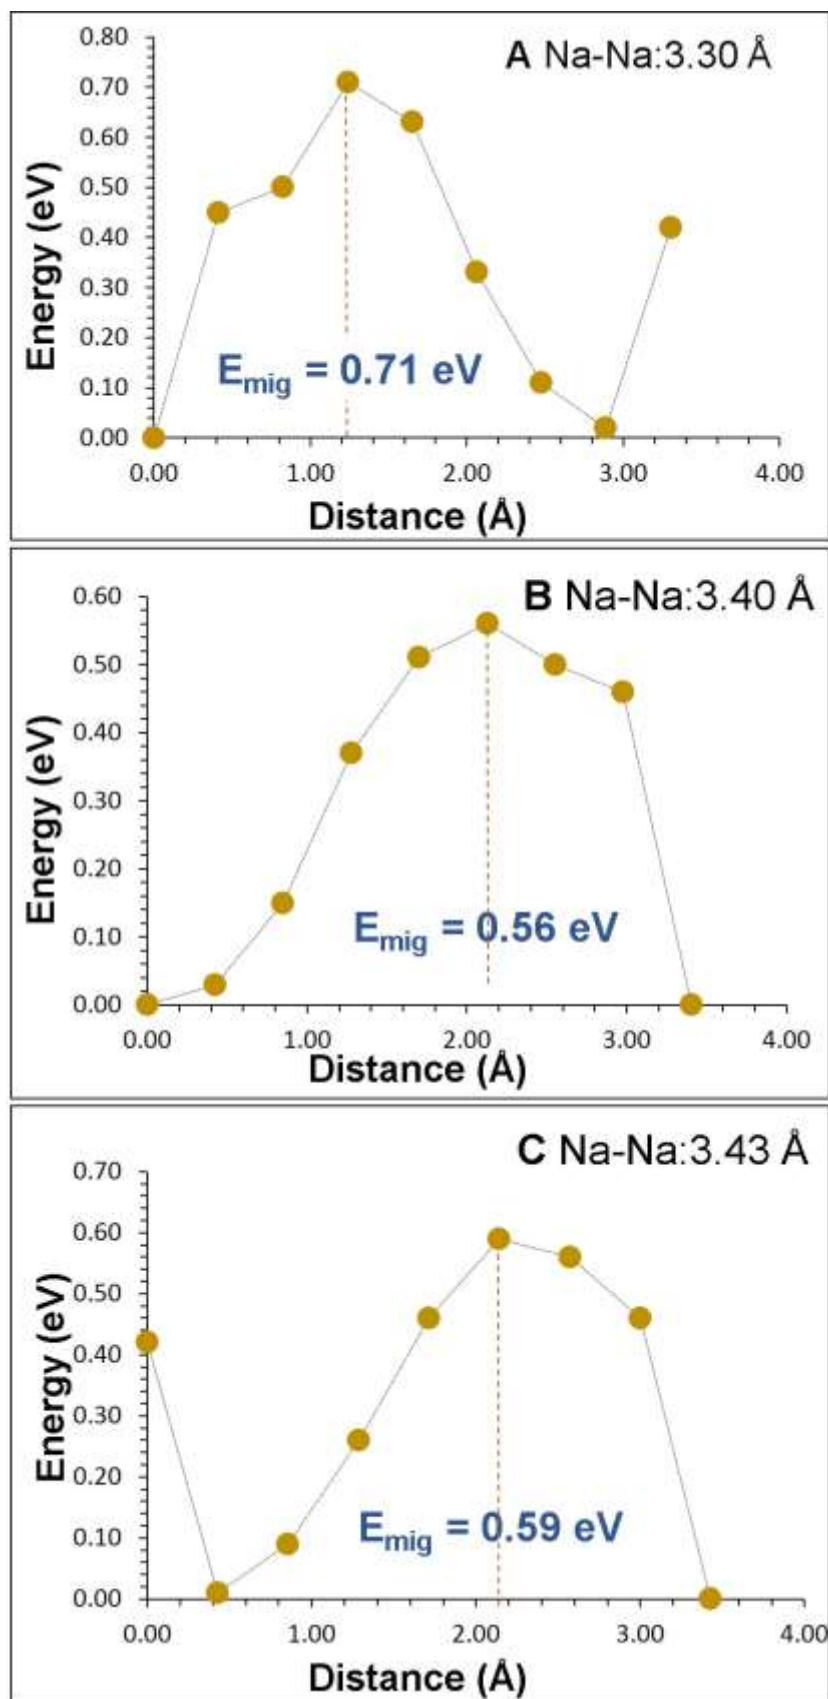 A Na-Na:3.30 Å
0.80
0.70
0.60
0.50
0.40
0.30
0.20
0.10
0.00
Energy (eV)
E_mig = 0.71 eV
0.00 1.00 2.00 3.00 4.00
Distance (Å)
B Na-Na:3.40 Å
0.60
0.50
0.40
0.30
0.20
0.10
0.00
Energy (eV)
E_mig = 0.56 eV
0.00 1.00 2.00 3.00 4.00
Distance (Å)
C Na-Na:3.43 Å
0.70
0.60
0.50
0.40
0.30
0.20
0.10
0.00
Energy (eV)
E_mig = 0.59 eV
0.00 1.00 2.00 3.00 4.00
Distance (Å)